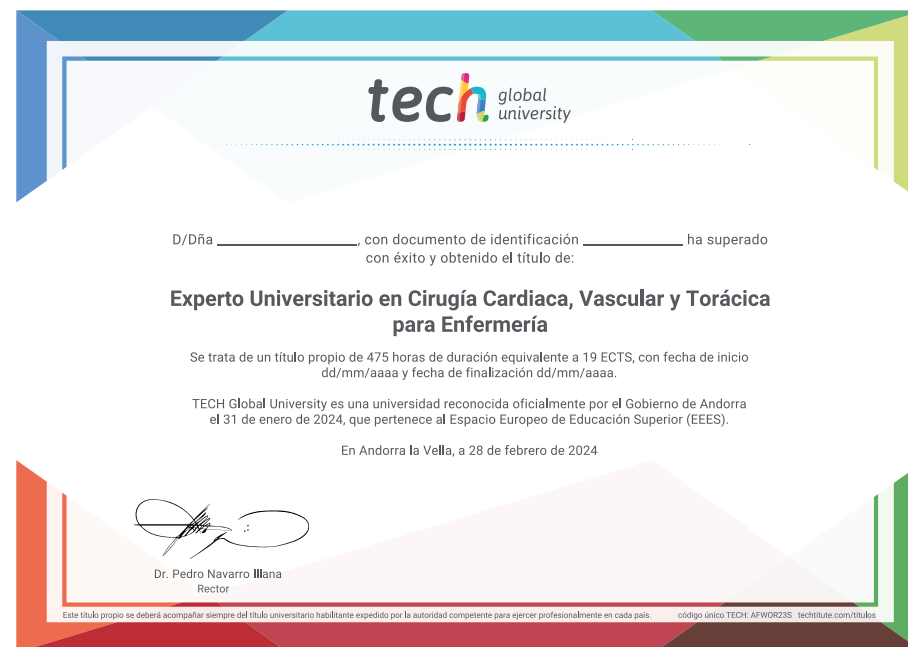 tech global university
D/Dña ____________, con documento de identificación ____________ ha superado
con éxito y obtenido el título de:
Experto Universitario en Cirugía Cardiaca, Vascular y Torácica
para Enfermería
Se trata de un título propio de 475 horas de duración equivalente a 19 ECTS, con fecha de inicio
dd/mm/aaaa y fecha de finalización dd/mm/aaaa.
TECH Global University es una universidad reconocida oficialmente por el Gobierno de Andorra
el 31 de enero de 2024, que pertenece al Espacio Europeo de Educación Superior (EEES).
En Andorra la Vella, a 28 de febrero de 2024
Dr. Pedro Navarro Illana
Rector
Este título propio se deberá acompañar siempre del título universitario habilitante expedido por la autoridad competente para ejercer profesionalmente en cada país. código único TECH: AFWOR23S techtitute.com/titulos